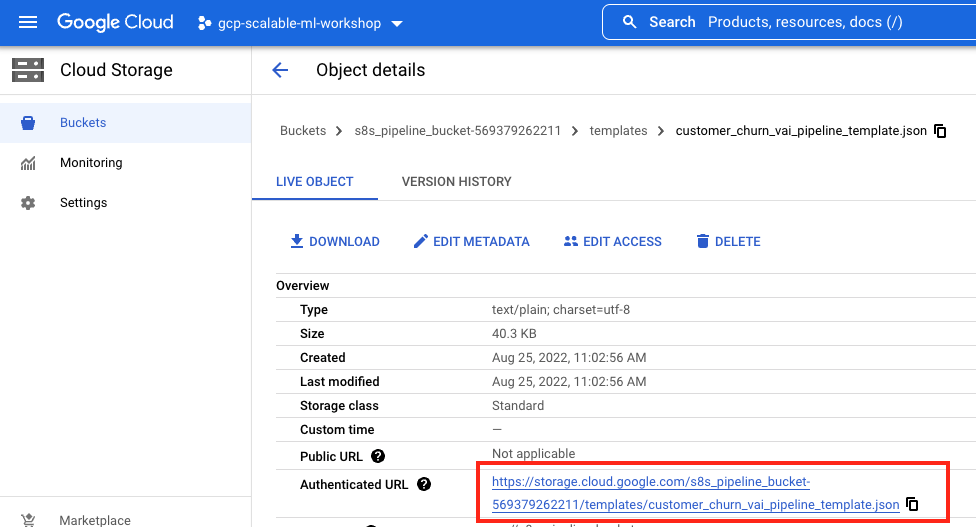 Google Cloud
gcp-scalable-ml-workshop
Search Products, resources, docs (/)
Cloud Storage
Object details
Buckets
Monitoring
Settings
Marketplace
Buckets > s8s_pipeline_bucket-569379262211 > templates > customer_churn_vai_pipeline_template.json
LIVE OBJECT VERSION HISTORY
DOWNLOAD EDIT METADATA EDIT ACCESS DELETE
Overview
Type text/plain; charset=utf-8
Size 40.3 KB
Created Aug 25, 2022, 11:02:56 AM
Last modified Aug 25, 2022, 11:02:56 AM
Storage class Standard
Custom time —
Public URL ? Not applicable
Authenticated URL ? https://storage.cloud.google.com/s8s_pipeline_bucket-
569379262211/templates/customer_churn_vai_pipeline_template.json